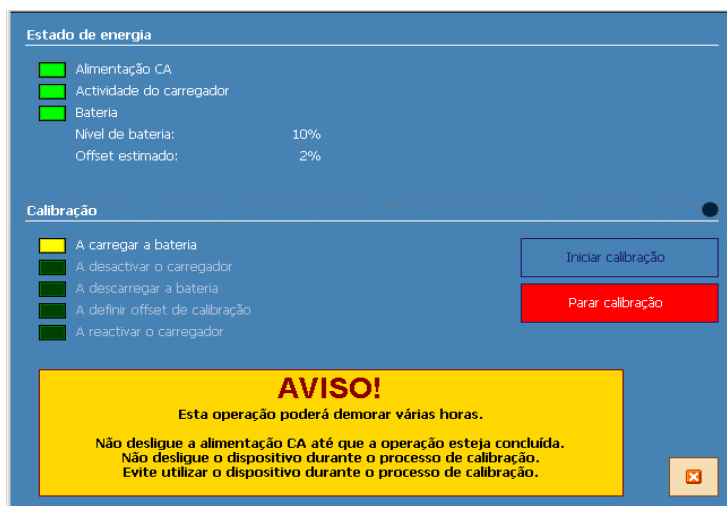 Estado de energia
Alimentação CA
Actividade do carregador
Bateria
Nível de bateria: 10%
Offset estimado: 2%
Calibração
A carregar a bateria
A desactivar o carregador
A descarregar a bateria
A definir offset de calibração
A reactivar o carregador
Iniciar calibração
Parar calibração
AVISO!
Esta operação poderá demorar várias horas.
Não desligue a alimentação CA até que a operação esteja concluída.
Não desligue o dispositivo durante o processo de calibração.
Evite utilizar o dispositivo durante o processo de calibração.